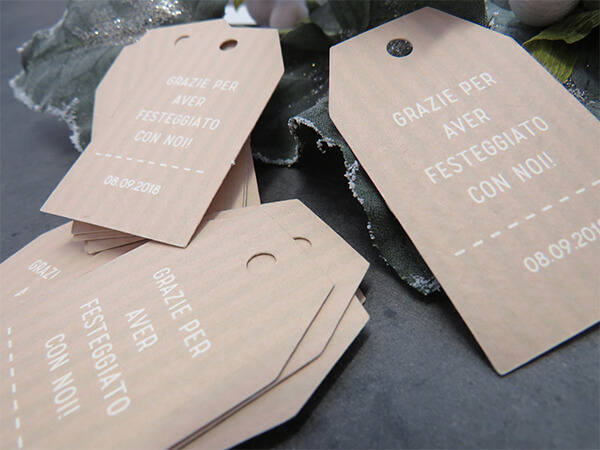 GRAZIE PER
AVER
FESTEGGIATO
CON NOI!
08.09.2018
GRAZIE PER
AVER
FESTEGGIATO
CON NOI!
08.09.2018
GRAZI
GRAZIE PER
AVER
FESTEGGIATO
CON NOI!